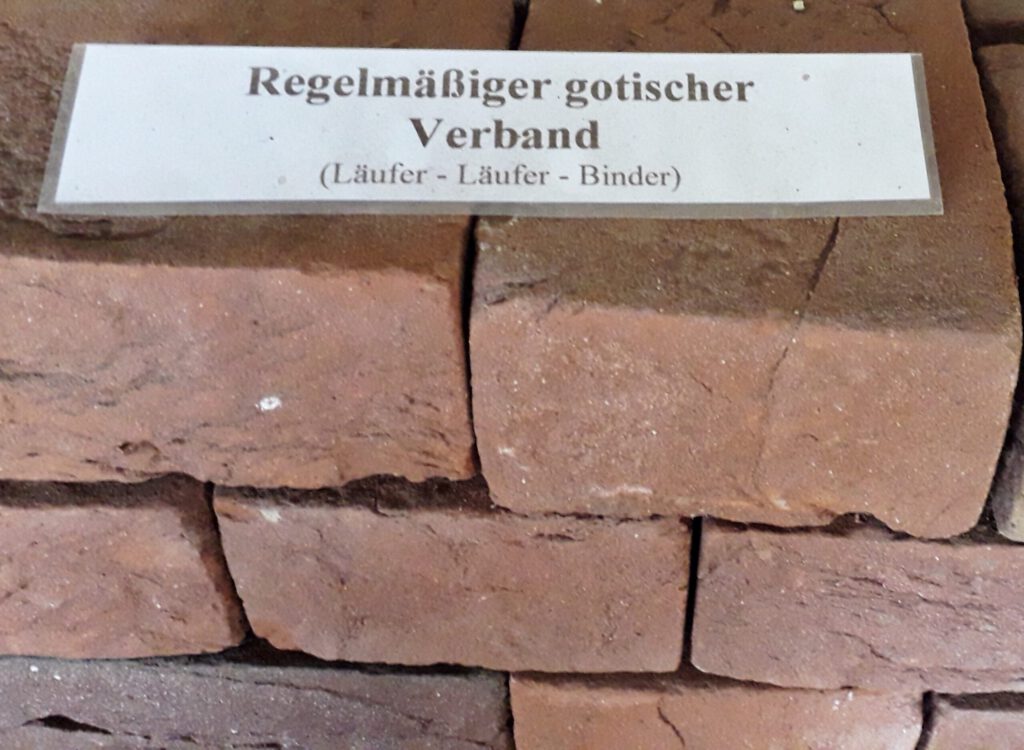 Regelmäßiger gotischer
Verband
(Läufer - Läufer - Binder)